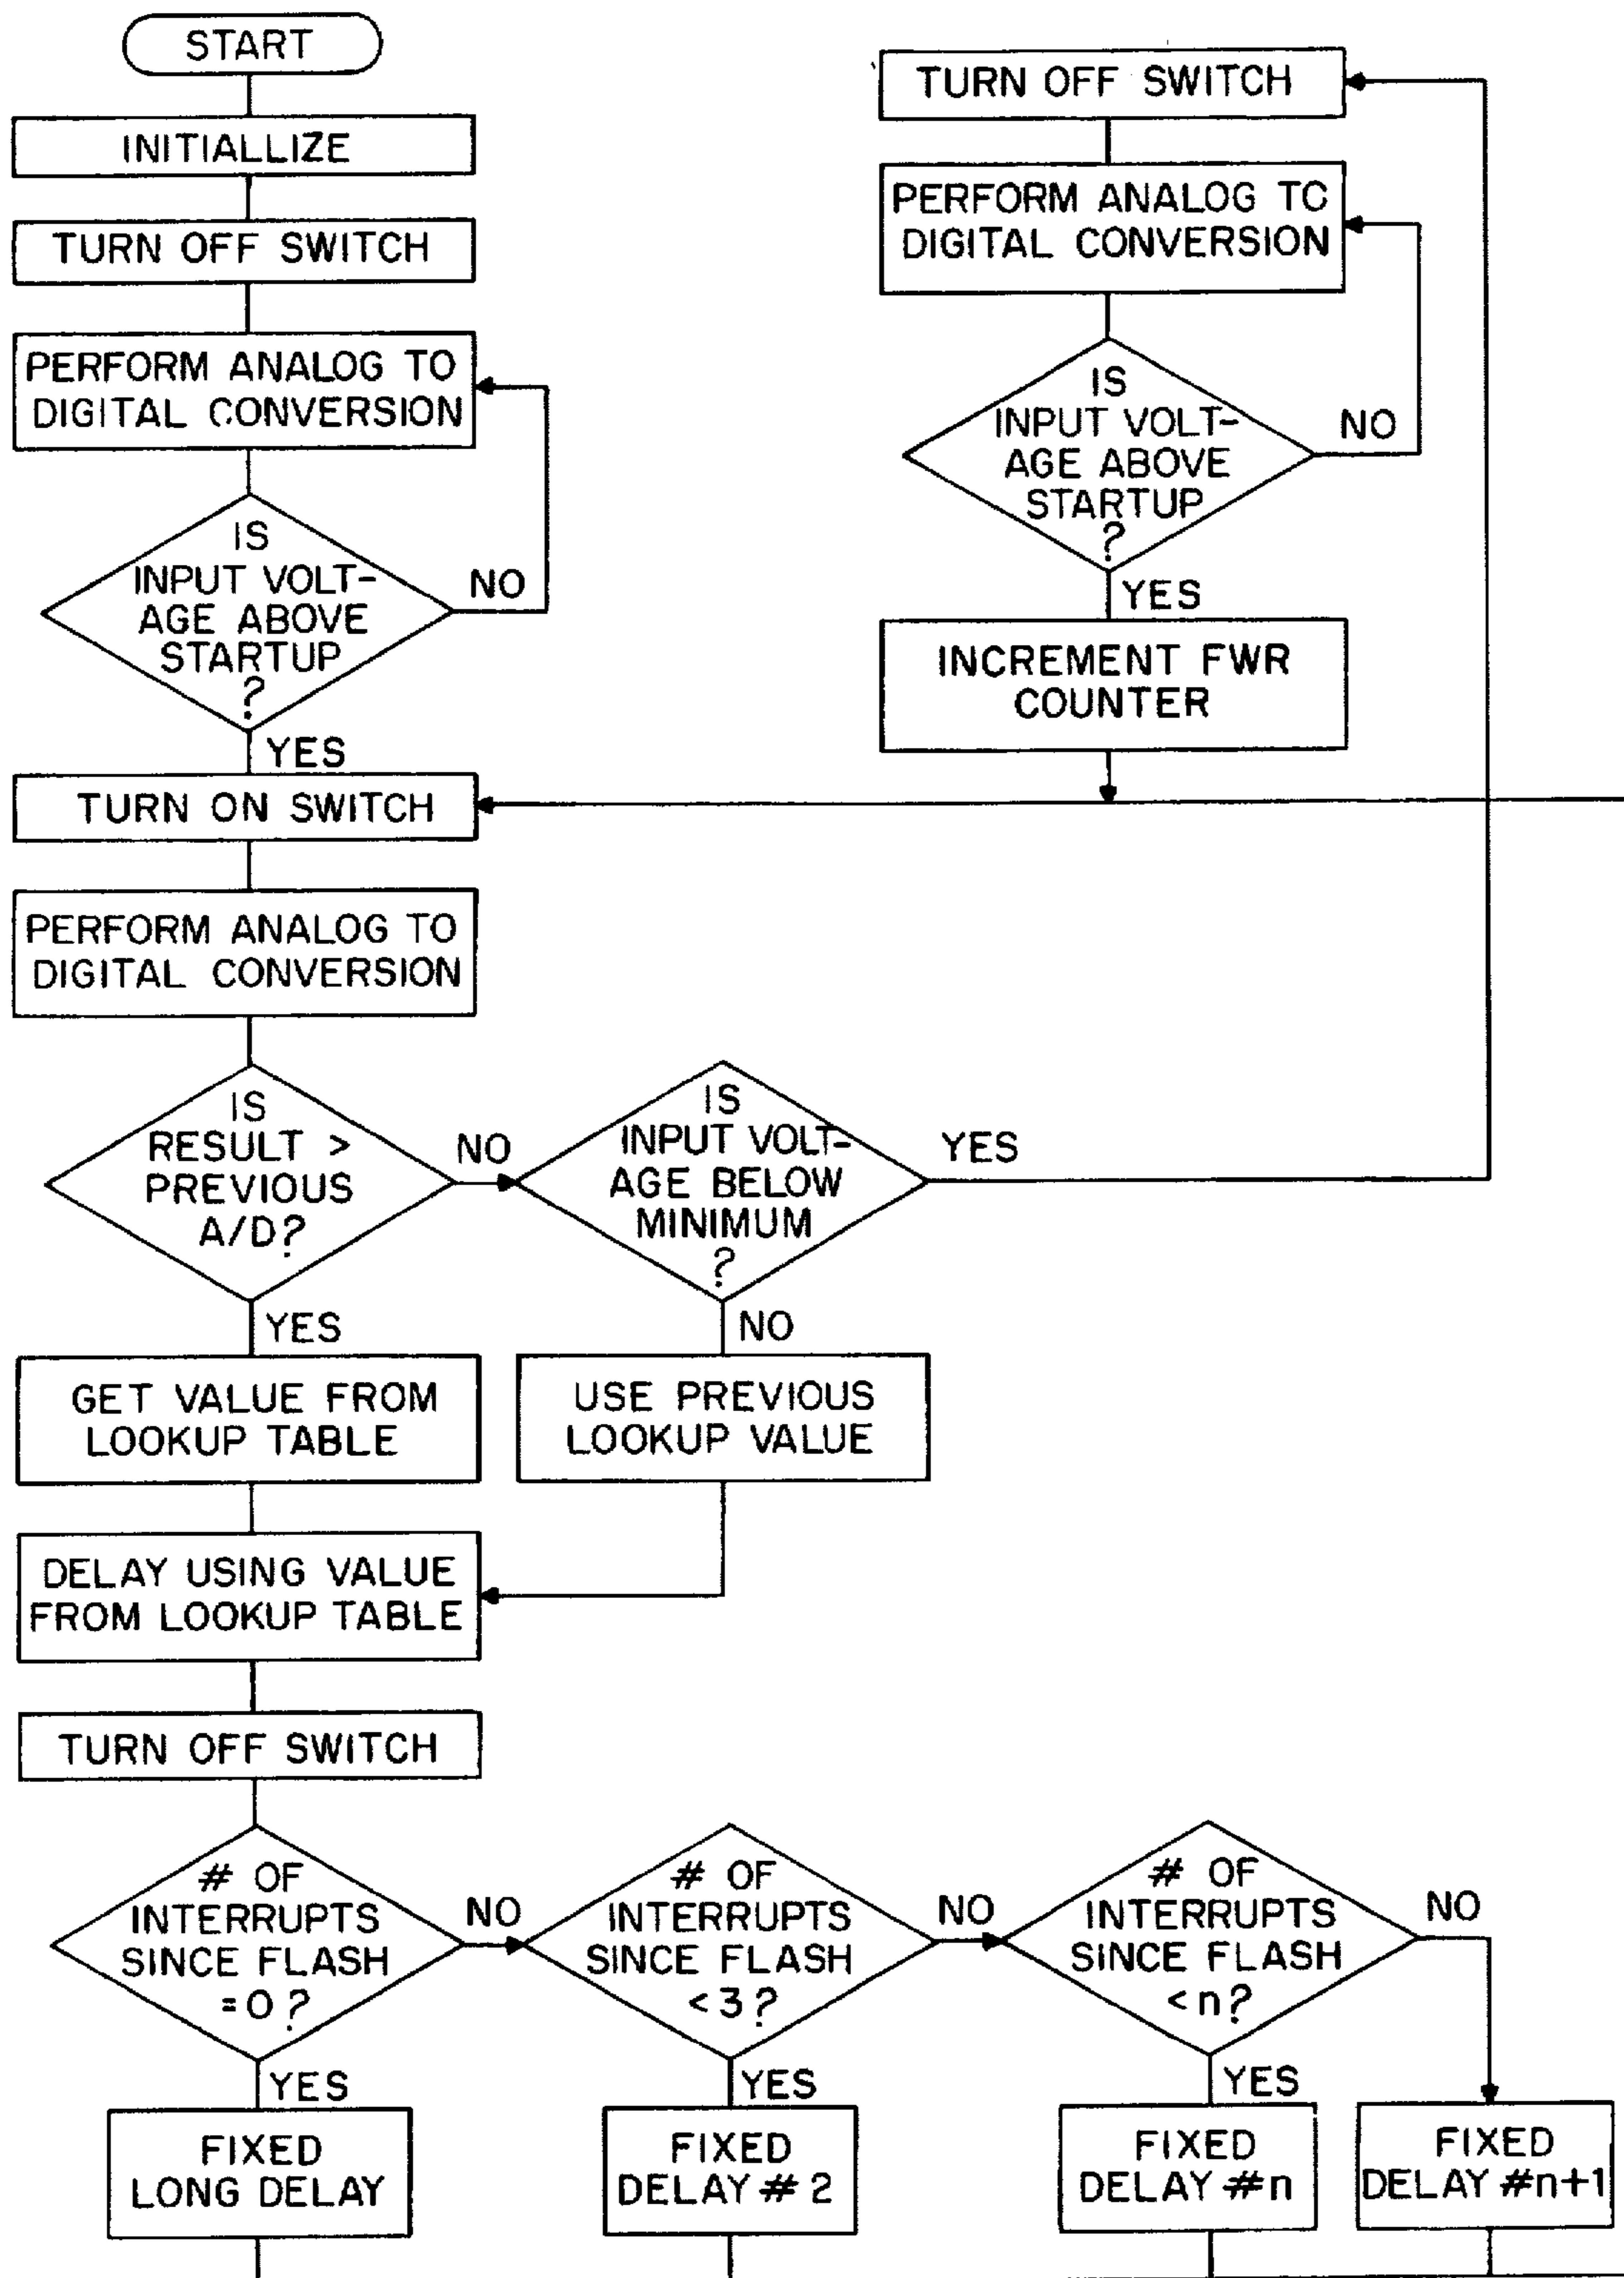 START
INITIALLIZE
TURN OFF SWITCH
PERFORM ANALOG TO
DIGITAL CONVERSION
IS
INPUT VOLT-
AGE ABOVE
STARTUP
?
NO
YES
TURN ON SWITCH
PERFORM ANALOG TO
DIGITAL CONVERSION
IS
RESULT >
PREVIOUS
A/D?
NO
YES
GET VALUE FROM
LOOKUP TABLE
DELAY USING VALUE
FROM LOOKUP TABLE
TURN OFF SWITCH
# OF
INTERRUPTS
SINCE FLASH
=0?
NO
YES
FIXED
LONG DELAY
IS
INPUT VOLT-
AGE BELOW
MINIMUM
?
YES
NO
USE PREVIOUS
LOOKUP VALUE
# OF
INTERRUPTS
SINCE FLASH
<3?
NO
YES
FIXED
DELAY #2
TURN OFF SWITCH
PERFORM ANALOG TO
DIGITAL CONVERSION
IS
INPUT VOLT-
AGE ABOVE
STARTUP
?
NO
YES
INCREMENT FWR
COUNTER
# OF
INTERRUPTS
SINCE FLASH
<n?
NO
YES
FIXED
DELAY #n
FIXED
DELAY #n+1